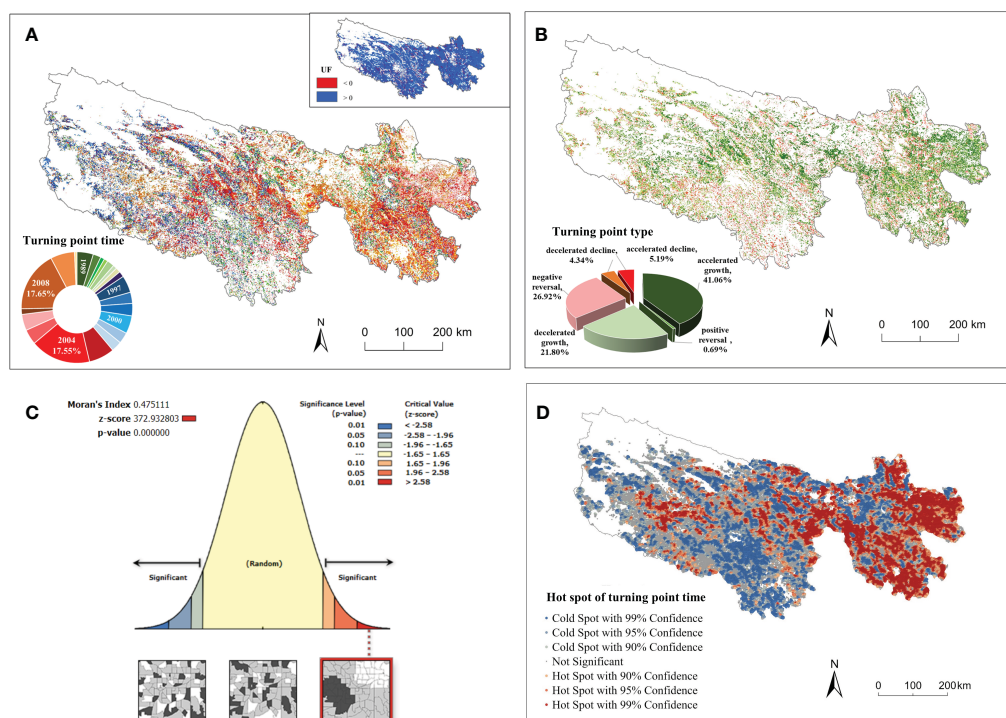 A
UF
< 0
> 0
Turning point time
1989
1997
2000
2004
17.55%
2008
17.65%
N
0 100 200 km
B
Turning point type
decelerated decline,
4.34%
accelerated decline,
5.19%
accelerated
growth,
41.06%
negative
reversal,
26.92%
decelerated
growth,
21.80%
positive
reversal ,
0.69%
N
0 100 200 km
C
Moran's Index 0.475111
z-score 372.932803
p-value 0.000000
Significance Level
(p-value)
Critical Value
(z-score)
0.01 < -2.58
0.05 -2.58 – -1.96
0.10 -1.96 – -1.65
--- -1.65 - 1.65
0.10 1.65 - 1.96
0.05 1.96 - 2.58
0.01 > 2.58
Significant
(Random)
Significant
D
Hot spot of turning point time
Cold Spot with 99% Confidence
Cold Spot with 95% Confidence
Cold Spot with 90% Confidence
Not Significant
Hot Spot with 90% Confidence
Hot Spot with 95% Confidence
Hot Spot with 99% Confidence
N
0 100 200 km